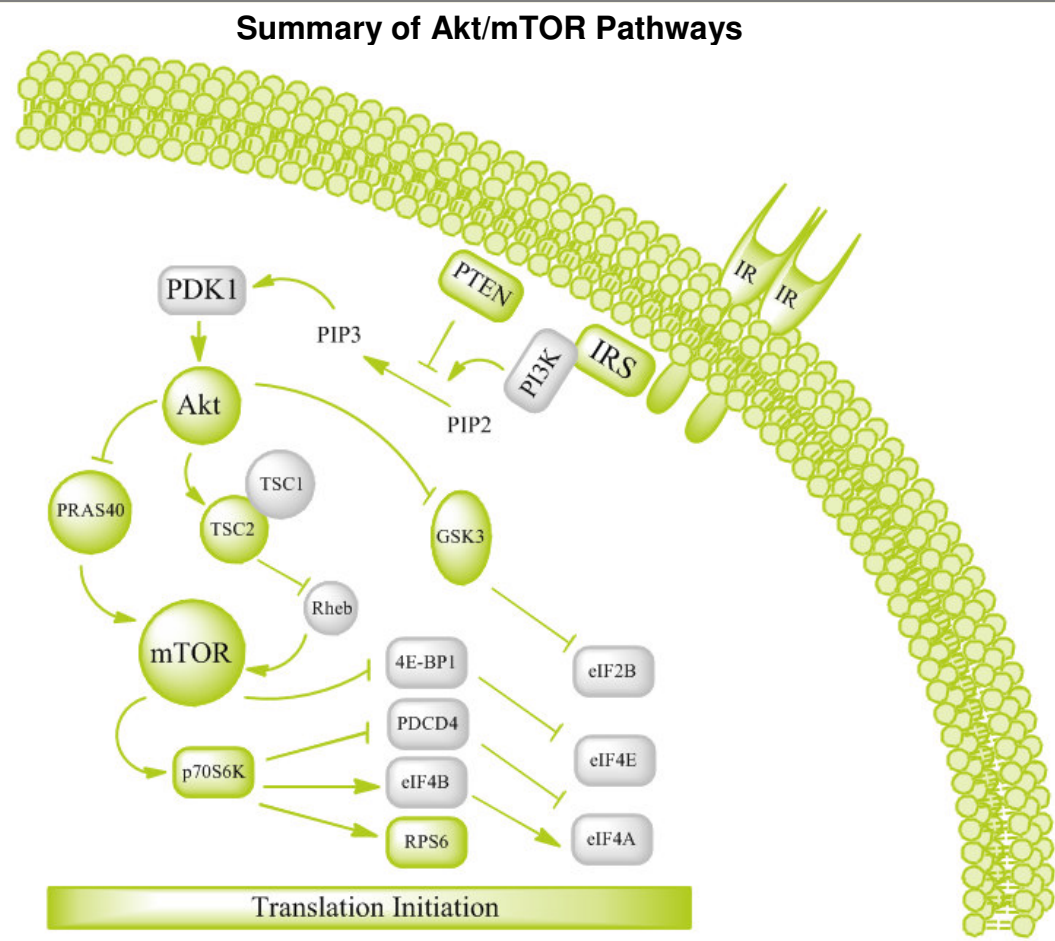 Summary of Akt/mTOR Pathways
IR
IR
PTEN
PDK1
PIP3
IRS
PI3K
Akt
PIP2
TSC1
PRAS40
TSC2
GSK3
Rheb
mTOR
4E-BP1
eIF2B
PDCD4
eIF4E
p70S6K
eIF4B
RPS6
eIF4A
Translation Initiation